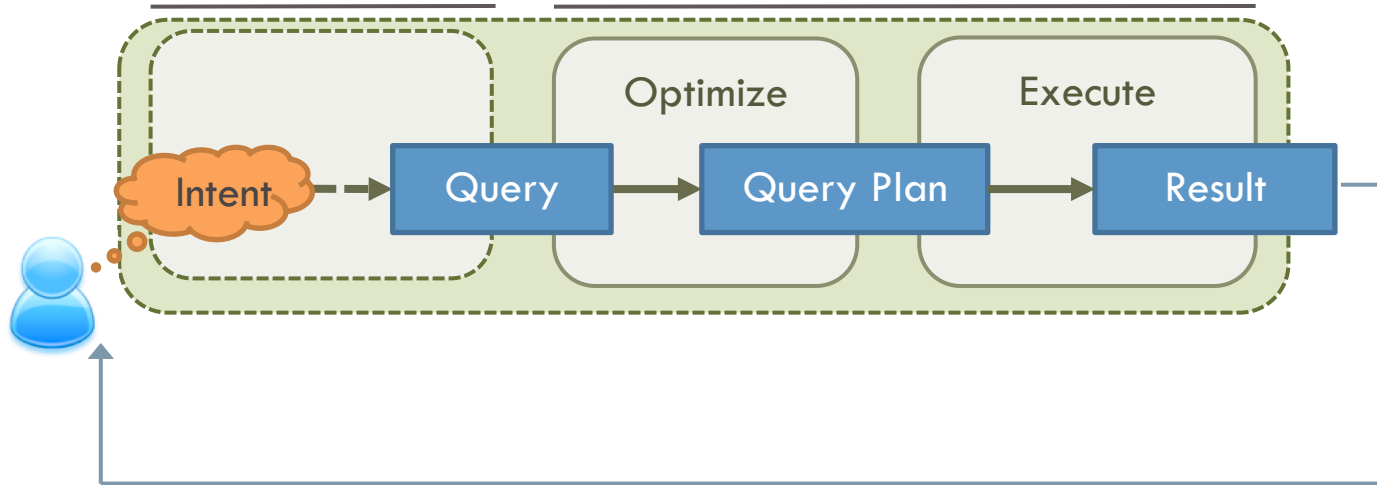 Optimize
Execute
Intent
Query
Query Plan
Result